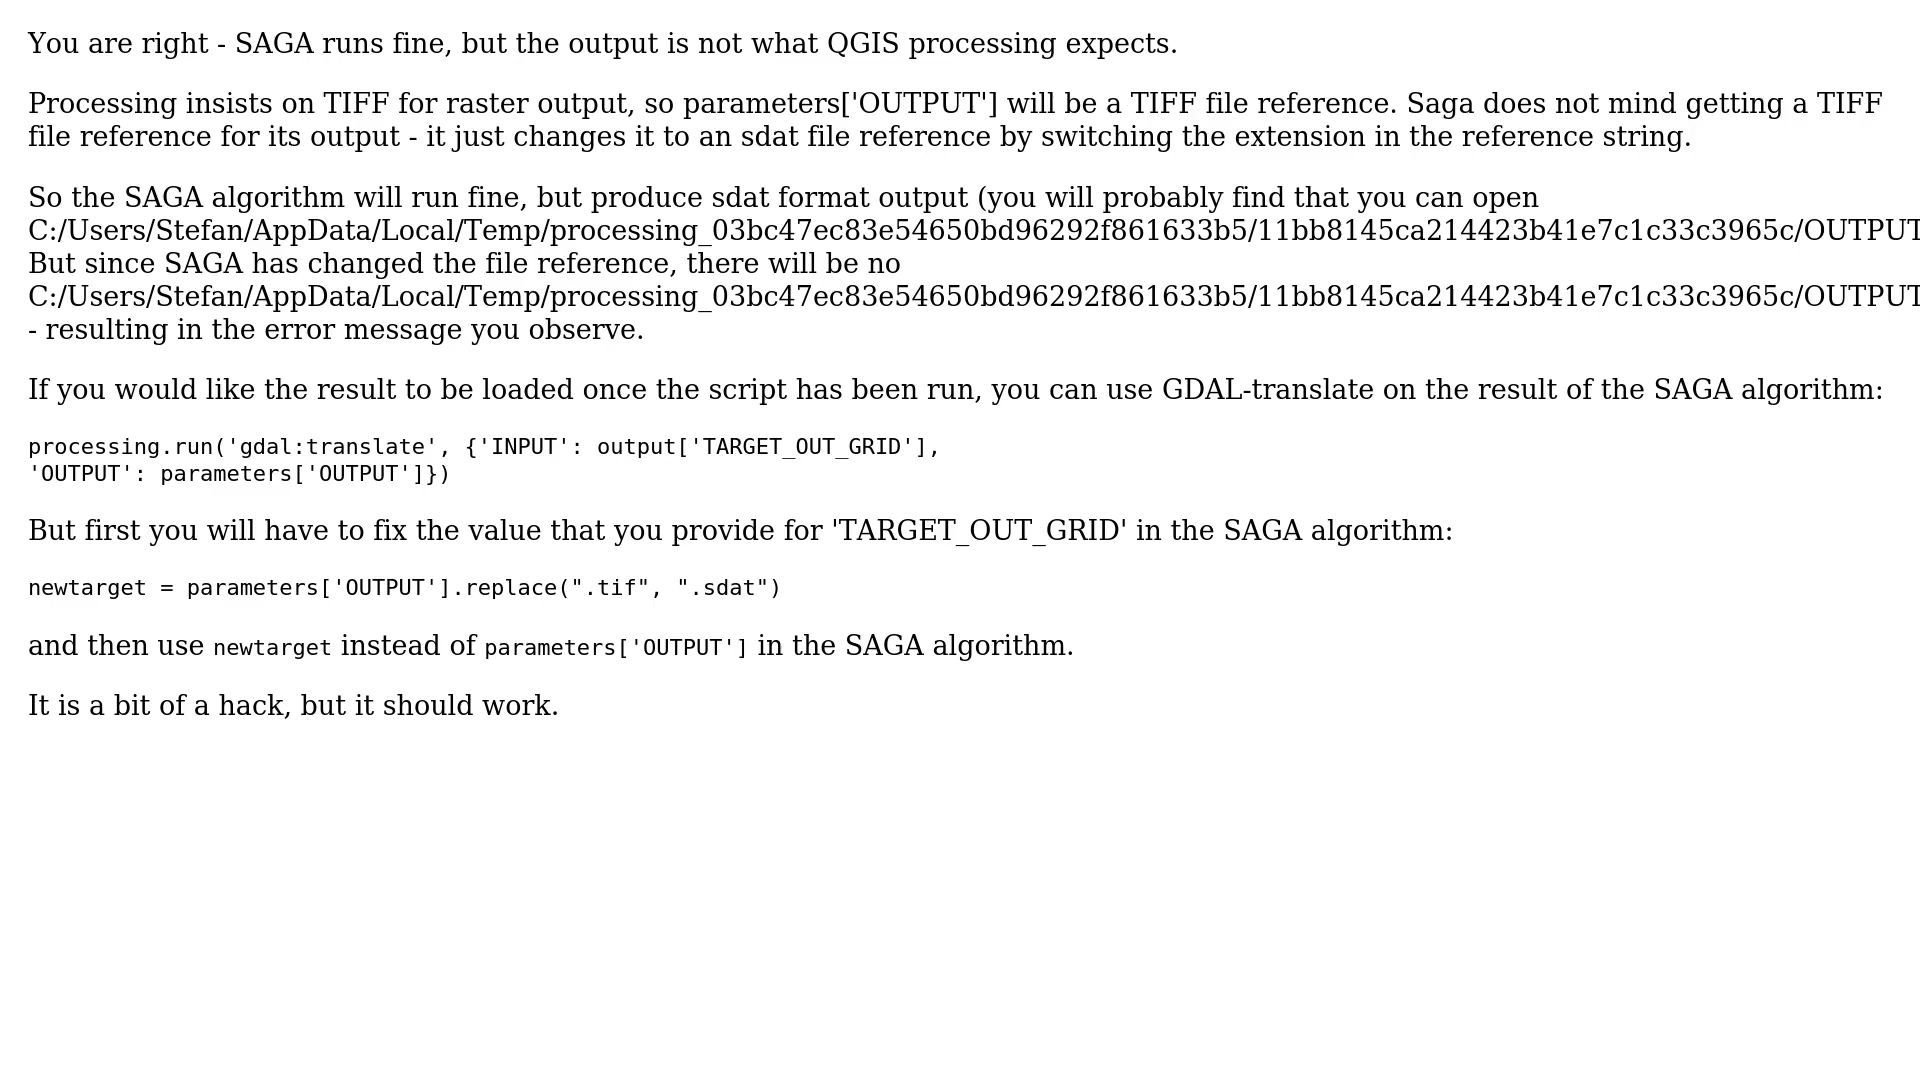 You are right - SAGA runs fine, but the output is not what QGIS processing expects.
Processing insists on TIFF for raster output, so parameters['OUTPUT'] will be a TIFF file reference. Saga does not mind getting a TIFF
file reference for its output - it just changes it to an sdat file reference by switching the extension in the reference string.
So the SAGA algorithm will run fine, but produce sdat format output (you will probably find that you can open
C:/Users/Stefan/AppData/Local/Temp/processing_03bc47ec83e54650bd96292f861633b5/11bb8145ca214423b41e7c1c33c3965c/OUTPUT
But since SAGA has changed the file reference, there will be no
C:/Users/Stefan/AppData/Local/Temp/processing_03bc47ec83e54650bd96292f861633b5/11bb8145ca214423b41e7c1c33c3965c/OUTPUT
- resulting in the error message you observe.
If you would like the result to be loaded once the script has been run, you can use GDAL-translate on the result of the SAGA algorithm:
processing.run('gdal:translate', {'INPUT': output['TARGET_OUT_GRID'],
'OUTPUT': parameters['OUTPUT']})
But first you will have to fix the value that you provide for 'TARGET_OUT_GRID' in the SAGA algorithm:
newtarget = parameters['OUTPUT'].replace(".tif", ".sdat")
and then use newtarget instead of parameters['OUTPUT'] in the SAGA algorithm.
It is a bit of a hack, but it should work.